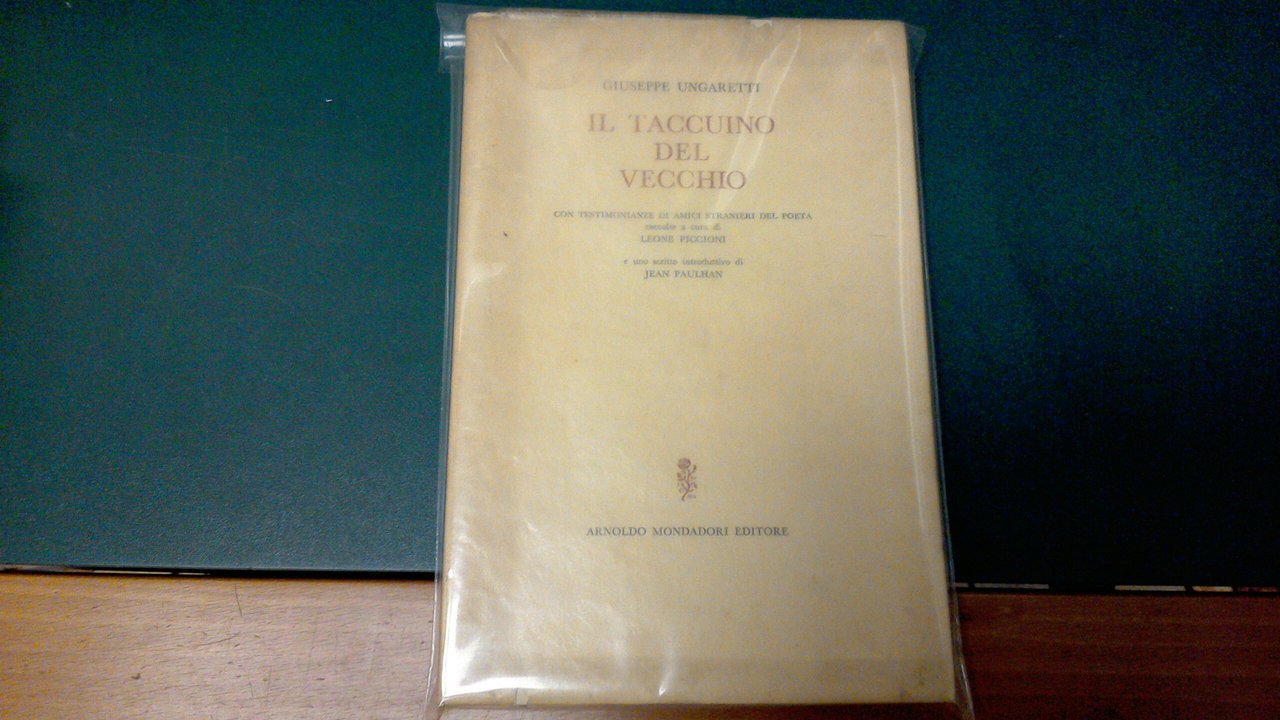 GIUSEPPE UNGARETTI
IL TACCUINO
DEL
VECCHIO
CON TESTIMONIANZE DI AMICI STRANIERI DEL POETA
raccolte a cura di
LEONE PICCIONI
e uno scritto introduttivo di
JEAN PAULHAN
ARNOLDO MONDADORI EDITORE